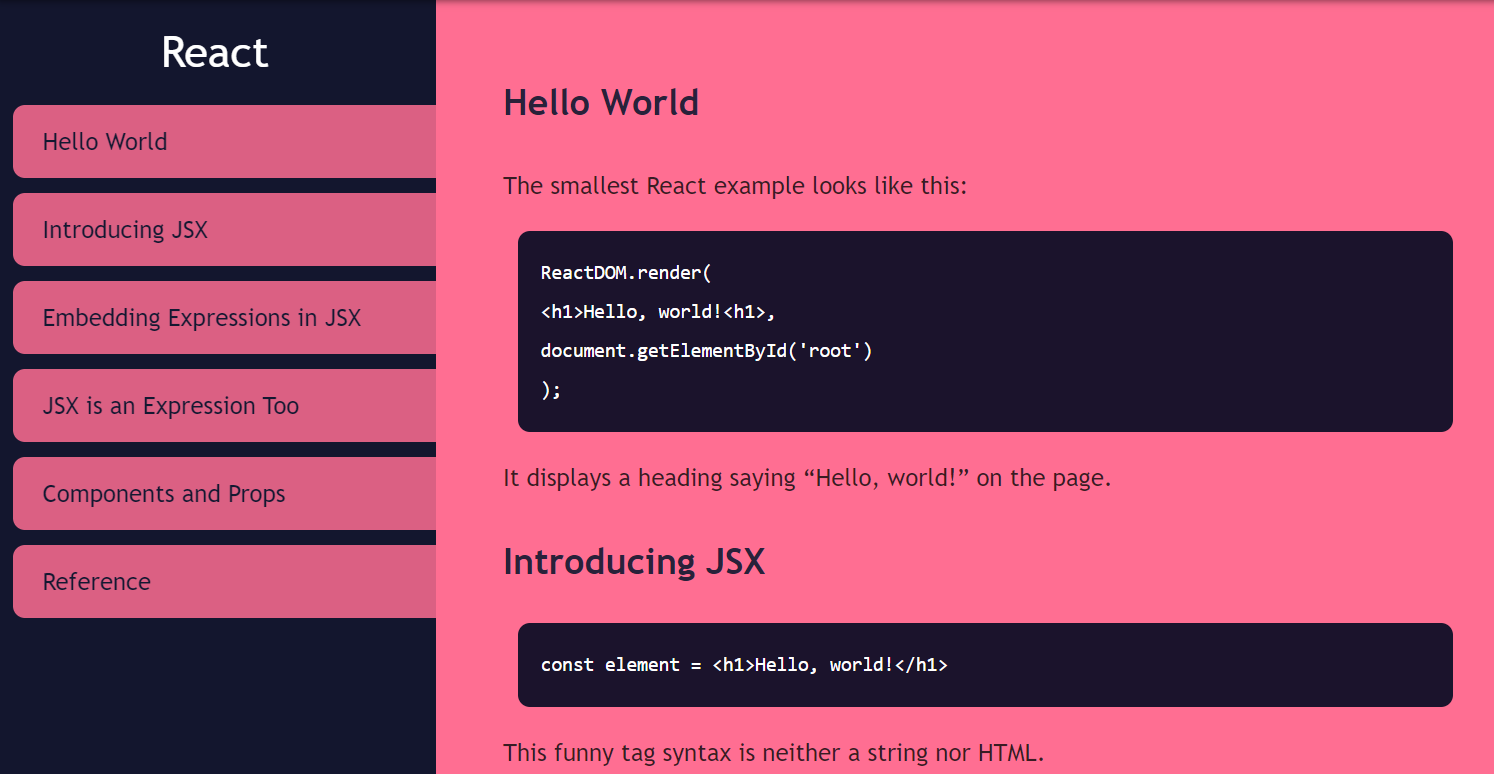 React
Hello World
Introducing JSX
Embedding Expressions in JSX
JSX is an Expression Too
Components and Props
Reference
Hello World
The smallest React example looks like this:
ReactDOM.render(
<h1>Hello, world!<h1>,
document.getElementById('root')
);
It displays a heading saying “Hello, world!” on the page.
Introducing JSX
const element = <h1>Hello, world!</h1>
This funny tag syntax is neither a string nor HTML.